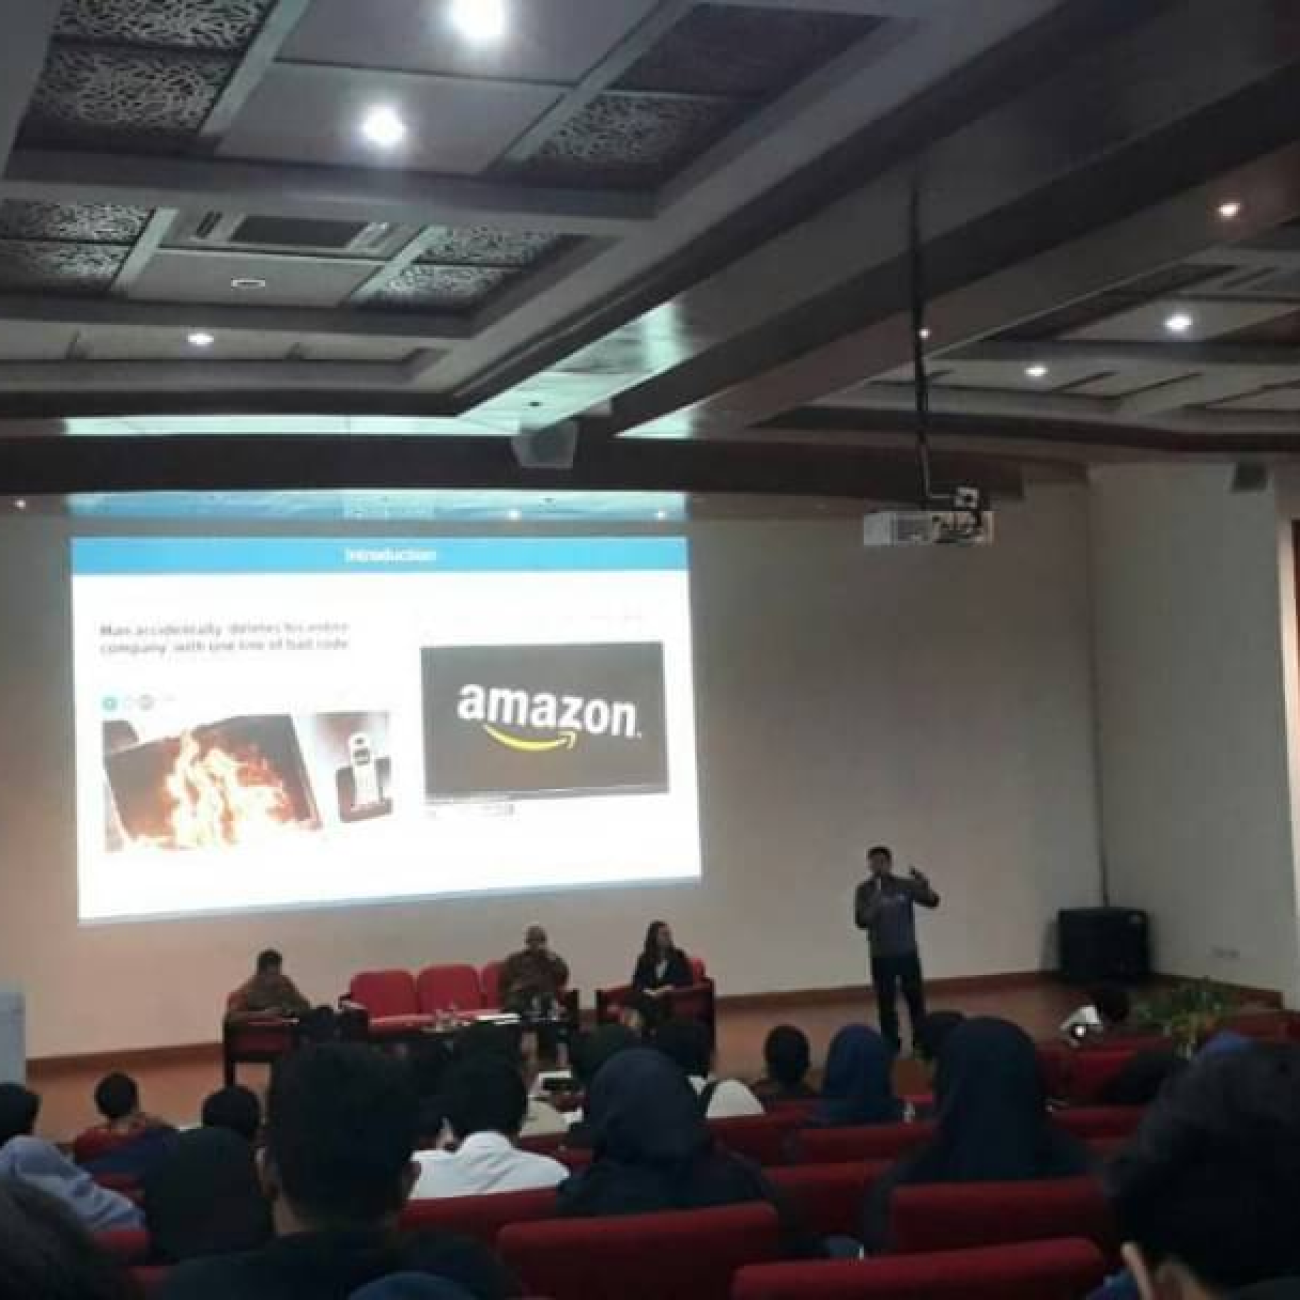 Introduction
Man accidentally 'deletes his entire
company' with one line of bad code
amazon.